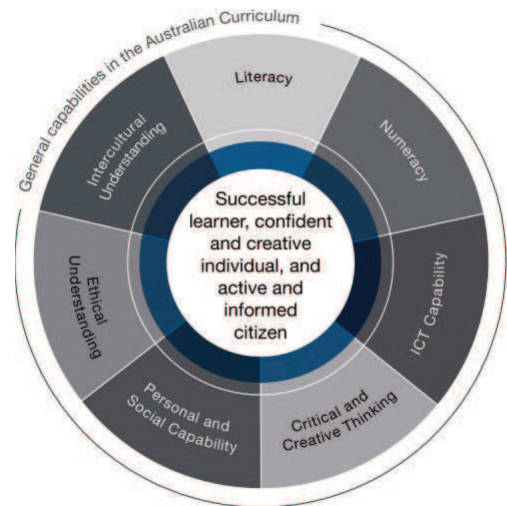 General capabilities in the Australian Curriculum
Literacy
Numeracy
ICT Capability
Critical and
Creative Thinking
Personal and
Social Capability
Ethical
Understanding
Intercultural
Understanding
Successful
learner, confident
and creative
individual, and
active and
informed
citizen